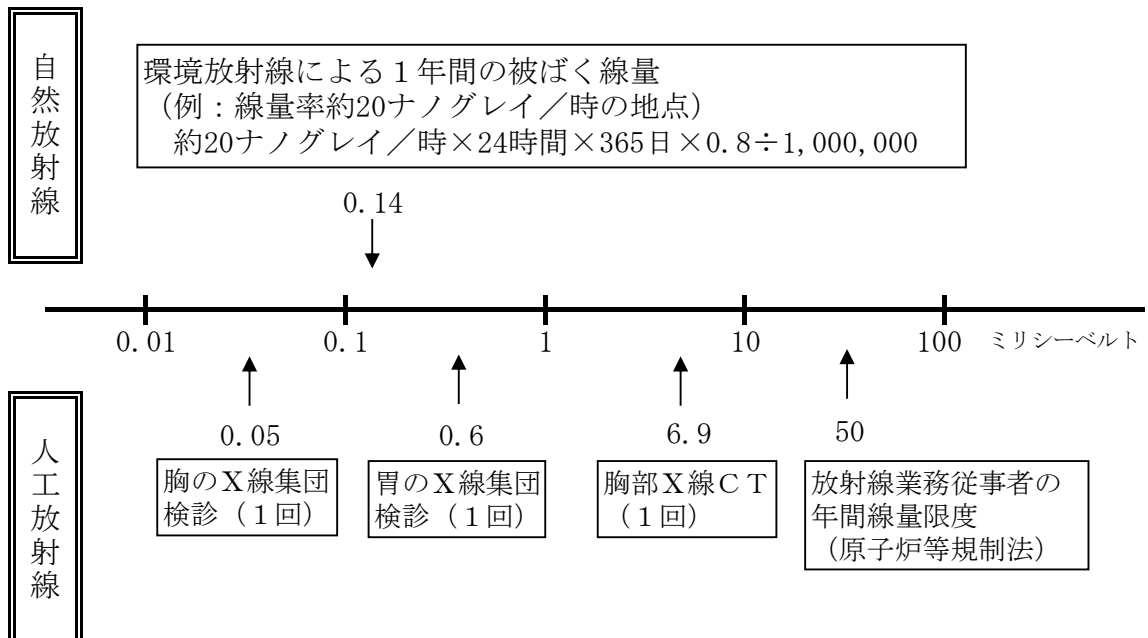 自然放射線
環境放射線による１年間の被ばく線量
（例：線量率約20ナノグレイ／時の地点）
約20ナノグレイ／時×24時間×365日×0.8÷1,000,000
0.14
0.01 0.1 1 10 100 ミリシーベルト
人工放射線
0.05 0.6 6.9 50
胸のＸ線集団
検診（１回）
胃のＸ線集団
検診（１回）
胸部Ｘ線ＣＴ
（１回）
放射線業務従事者の
年間線量限度
（原子炉等規制法）